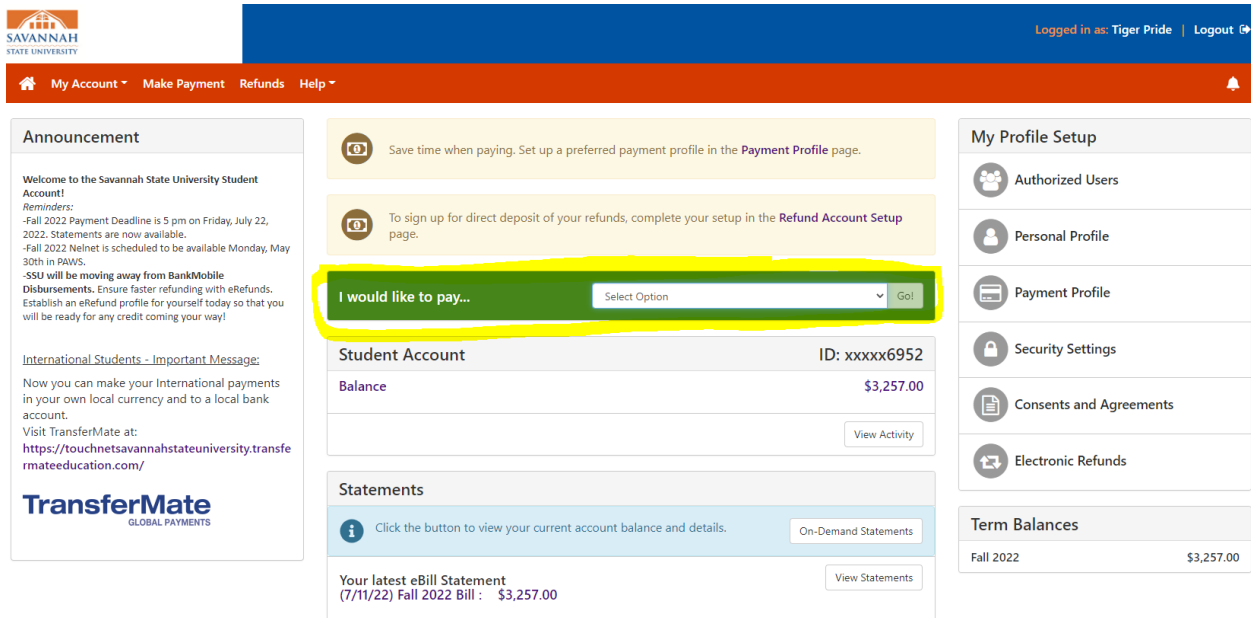 SAVANNAH
STATE UNIVERSITY
Logged in as: Tiger Pride | Logout
My Account Make Payment Refunds Help
Announcement
Welcome to the Savannah State University Student
Account!
Reminders:
-Fall 2022 Payment Deadline is 5 pm on Friday, July 22,
2022. Statements are now available.
-Fall 2022 Nelnet is scheduled to be available Monday, May
30th in PAWS.
-SSU will be moving away from BankMobile
Disbursements. Ensure faster refunding with eRefunds.
Establish an eRefund profile for yourself today so that you
will be ready for any credit coming your way!
International Students - Important Message:
Now you can make your International payments
in your own local currency and to a local bank
account.
Visit TransferMate at:
https://touchnetsavannahstateuniversity.transfe
rmateeducation.com/
TransferMate
GLOBAL PAYMENTS
Save time when paying. Set up a preferred payment profile in the Payment Profile page.
To sign up for direct deposit of your refunds, complete your setup in the Refund Account Setup
page.
I would like to pay... Select Option Go!
Student Account ID: xxxxx6952
Balance $3,257.00
View Activity
Statements
Click the button to view your current account balance and details. On-Demand Statements
Your latest eBill Statement View Statements
(7/11/22) Fall 2022 Bill : $3,257.00
My Profile Setup
Authorized Users
Personal Profile
Payment Profile
Security Settings
Consents and Agreements
Electronic Refunds
Term Balances
Fall 2022 $3,257.00